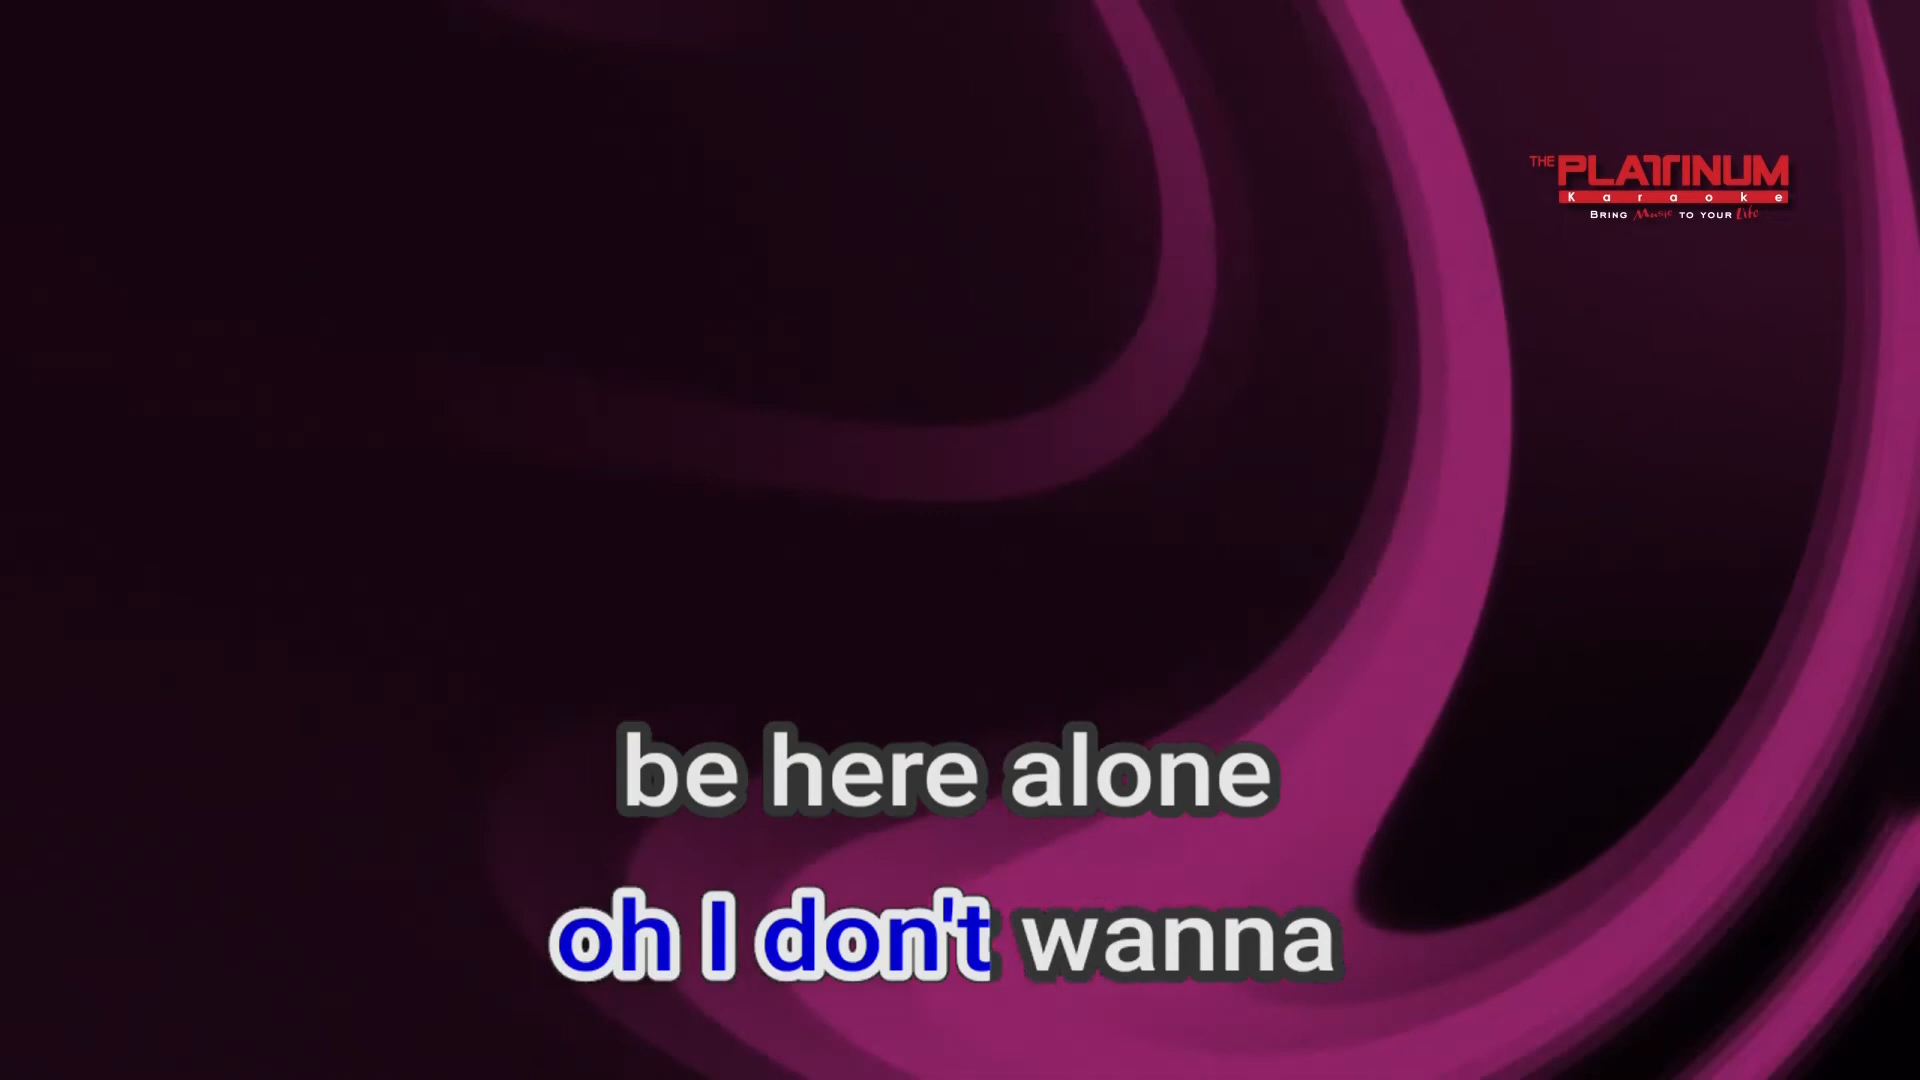 THE PLATINUM
Karaoke
BRING Music TO YOUR Life
be here alone
oh I don't wanna